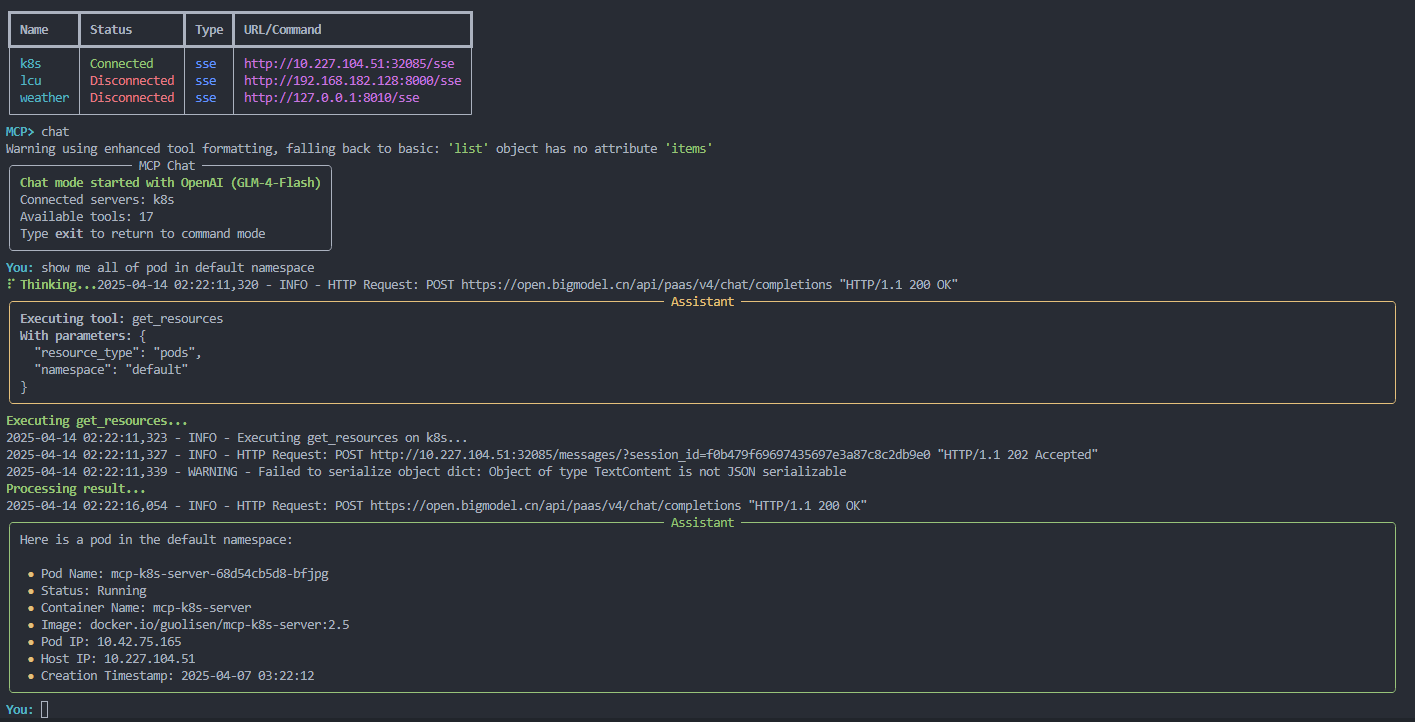 Name Status Type URL/Command
k8s Connected sse http://10.227.104.51:32085/sse
lcu Disconnected sse http://192.168.182.128:8000/sse
weather Disconnected sse http://127.0.0.1:8010/sse
MCP> chat
Warning using enhanced tool formatting, falling back to basic: 'list' object has no attribute 'items'
MCP Chat
Chat mode started with OpenAI (GLM-4-Flash)
Connected servers: k8s
Available tools: 17
Type exit to return to command mode
You: show me all of pod in default namespace
Thinking...2025-04-14 02:22:11,320 - INFO - HTTP Request: POST https://open.bigmodel.cn/api/paas/v4/chat/completions "HTTP/1.1 200 OK"
Assistant
Executing tool: get_resources
With parameters: {
"resource_type": "pods",
"namespace": "default"
}
Executing get_resources...
2025-04-14 02:22:11,323 - INFO - Executing get_resources on k8s...
2025-04-14 02:22:11,327 - INFO - HTTP Request: POST http://10.227.104.51:32085/messages/?session_id=f0b479f69697435697e3a87c8c2db9e0 "HTTP/1.1 202 Accepted"
2025-04-14 02:22:11,339 - WARNING - Failed to serialize object dict: Object of type TextContent is not JSON serializable
Processing result...
2025-04-14 02:22:16,054 - INFO - HTTP Request: POST https://open.bigmodel.cn/api/paas/v4/chat/completions "HTTP/1.1 200 OK"
Assistant
Here is a pod in the default namespace:
• Pod Name: mcp-k8s-server-68d54cb5d8-bfjpg
• Status: Running
• Container Name: mcp-k8s-server
• Image: docker.io/guolisen/mcp-k8s-server:2.5
• Pod IP: 10.42.75.165
• Host IP: 10.227.104.51
• Creation Timestamp: 2025-04-07 03:22:12
You: